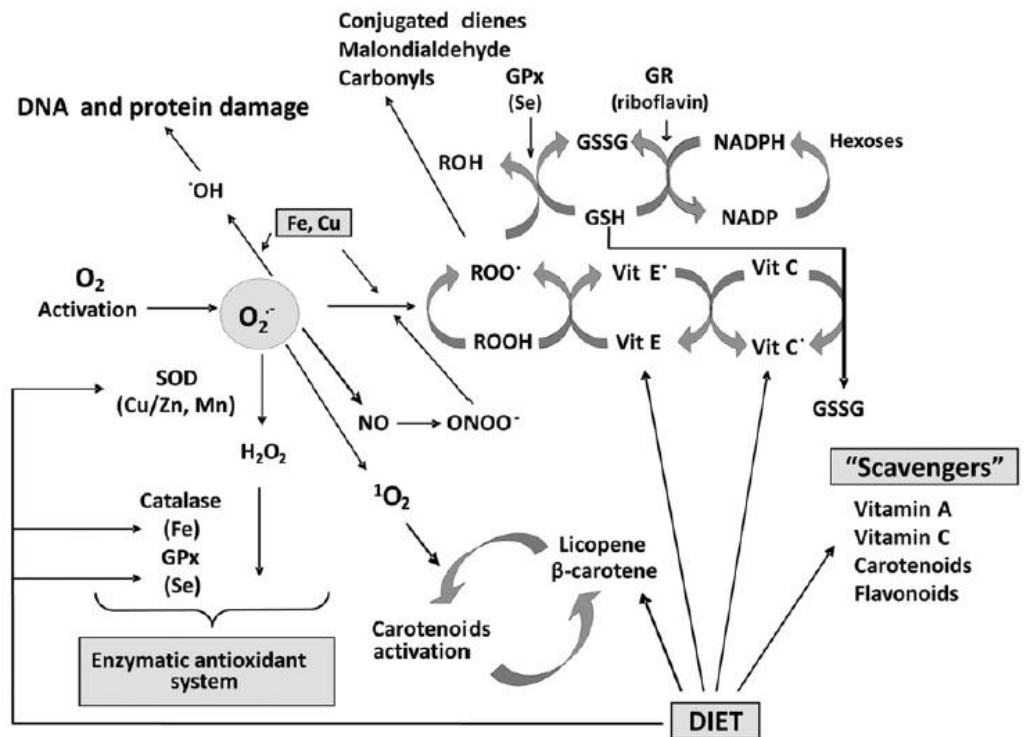 Conjugated dienes
Malondialdehyde
Carbonyls
GPx
(Se)
GR
(riboflavin)
DNA and protein damage
ROH
GSSG
NADPH
Hexoses
˙OH
Fe, Cu
GSH
NADP
O₂
Activation
O₂˙⁻
ROO˙
Vit E˙
Vit C
ROOH
Vit E
Vit C˙
SOD
(Cu/Zn, Mn)
NO
ONOO⁻
GSSG
H₂O₂
"Scavengers"
¹O₂
Vitamin A
Vitamin C
Carotenoids
Flavonoids
Catalase
(Fe)
GPx
(Se)
Licopene
β-carotene
Carotenoids
activation
Enzymatic antioxidant
system
DIET